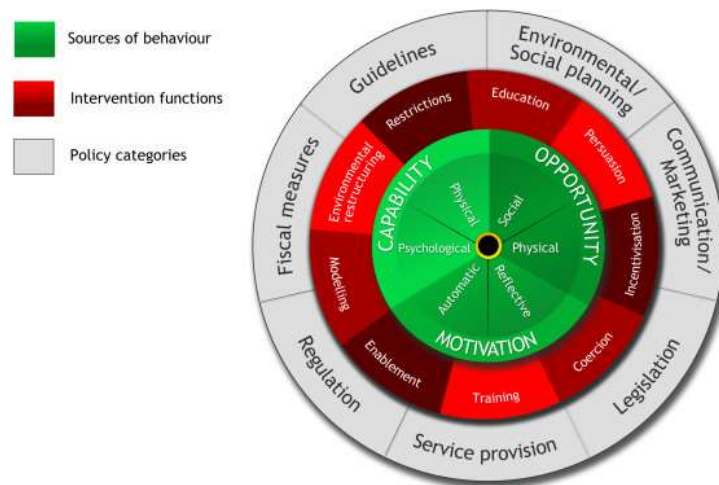 Sources of behaviour
Intervention functions
Policy categories
Guidelines
Environmental/
Social planning
Communication/
Marketing
Legislation
Service provision
Regulation
Fiscal measures
Restrictions
Education
Persuasion
Incentivisation
Coercion
Training
Enablement
Modelling
Environmental
restructuring
CAPABILITY
OPPORTUNITY
MOTIVATION
Physical
Social
Physical
Reflective
Automatic
Psychological